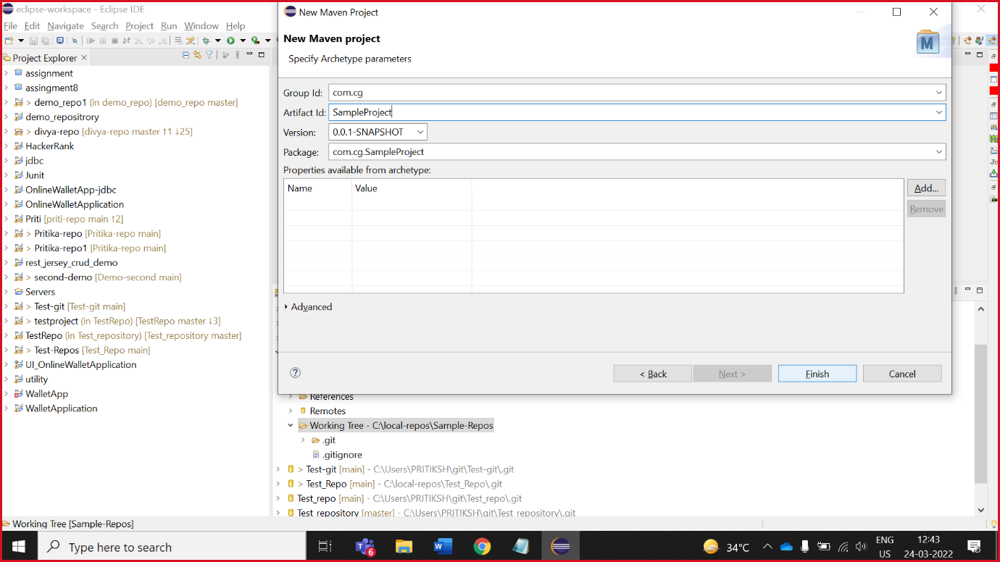 eclipse-workspace - Eclipse IDE
File Edit Navigate Search Project Run Window Help
Project Explorer
assignment
assingment8
> demo_repo1 (in demo_repo) [demo_repo master]
demo_repositrory
> divya-repo [divya-repo master ↑1 ↓25]
HackerRank
jdbc
Junit
OnlineWalletApp-jdbc
OnlineWalletApplication
Priti [priti-repo main ↑2]
> Pritika-repo [Pritika-repo main]
> Pritika-repo1 [Pritika-repo main]
rest_jersey_crud_demo
> second-demo [Demo-second main]
Servers
> Test-git [Test-git main]
> testproject (in TestRepo) [TestRepo master ↓3]
TestRepo (in Test_repository) [Test_repository master]
> Test-Repos [Test_Repo main]
UI_OnlineWalletApplication
utility
WalletApp
WalletApplication
New Maven Project
New Maven project
Specify Archetype parameters
M
Group Id: com.cg
Artifact Id: SampleProject
Version: 0.0.1-SNAPSHOT
Package: com.cg.SampleProject
Properties available from archetype:
Name Value
Add...
Remove
Advanced
< Back Next > Finish Cancel
References
Remotes
Working Tree - C:\local-repos\Sample-Repos
.git
.gitignore
> Test-git [main] - C:\Users\PRITIKSH\git\Test-git\.git
> Test_Repo [main] - C:\local-repos\Test_Repo\.git
Test_repo [main] - C:\Users\PRITIKSH\git\Test_repo\.git
Test_repository [master] - C:\Users\PRITIKSH\git\Test_repository\.git
Working Tree [Sample-Repos]
Type here to search
6
34°C
ENG
US
12:43
24-03-2022